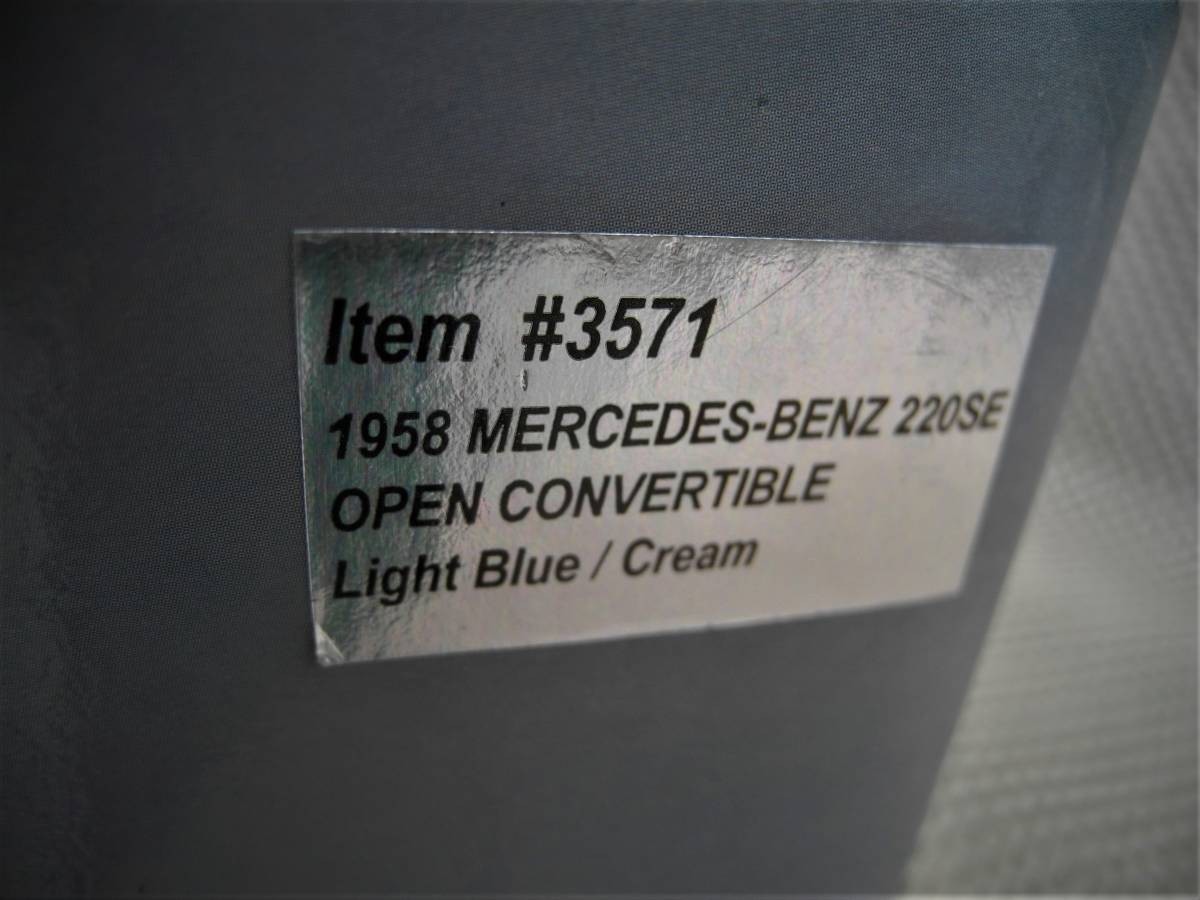 Item #3571
1958 MERCEDES-BENZ 220SE
OPEN CONVERTIBLE
Light Blue / Cream